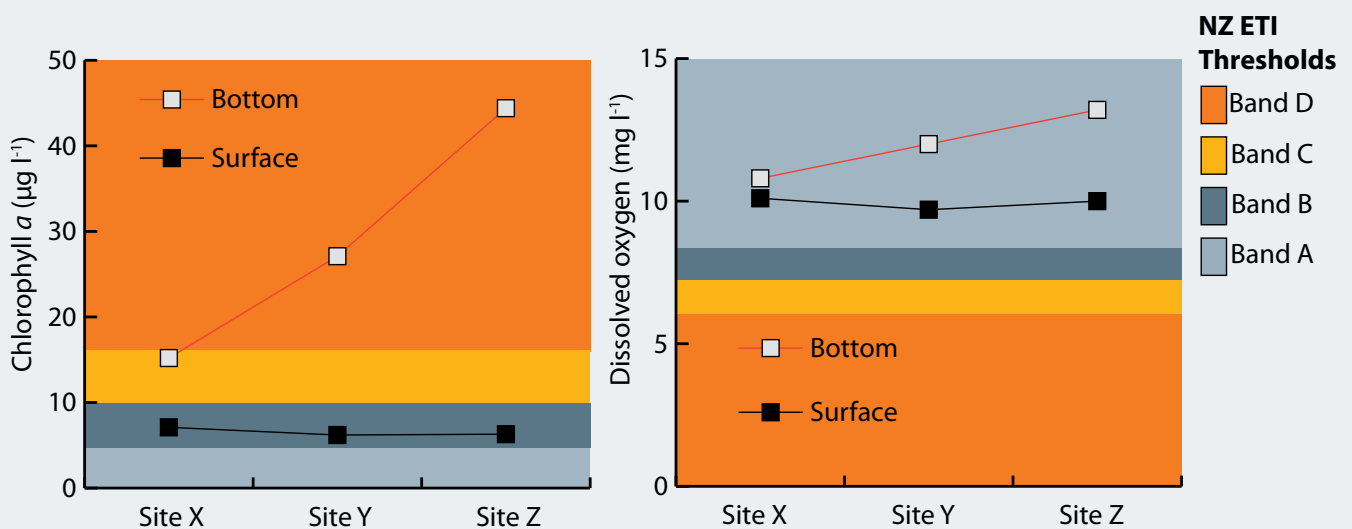 Chlorophyll a (µg l⁻¹)
50
40
30
20
10
0
Bottom
Surface
Site X
Site Y
Site Z
Dissolved oxygen (mg l⁻¹)
15
10
5
0
Bottom
Surface
Site X
Site Y
Site Z
NZ ETI
Thresholds
Band D
Band C
Band B
Band A